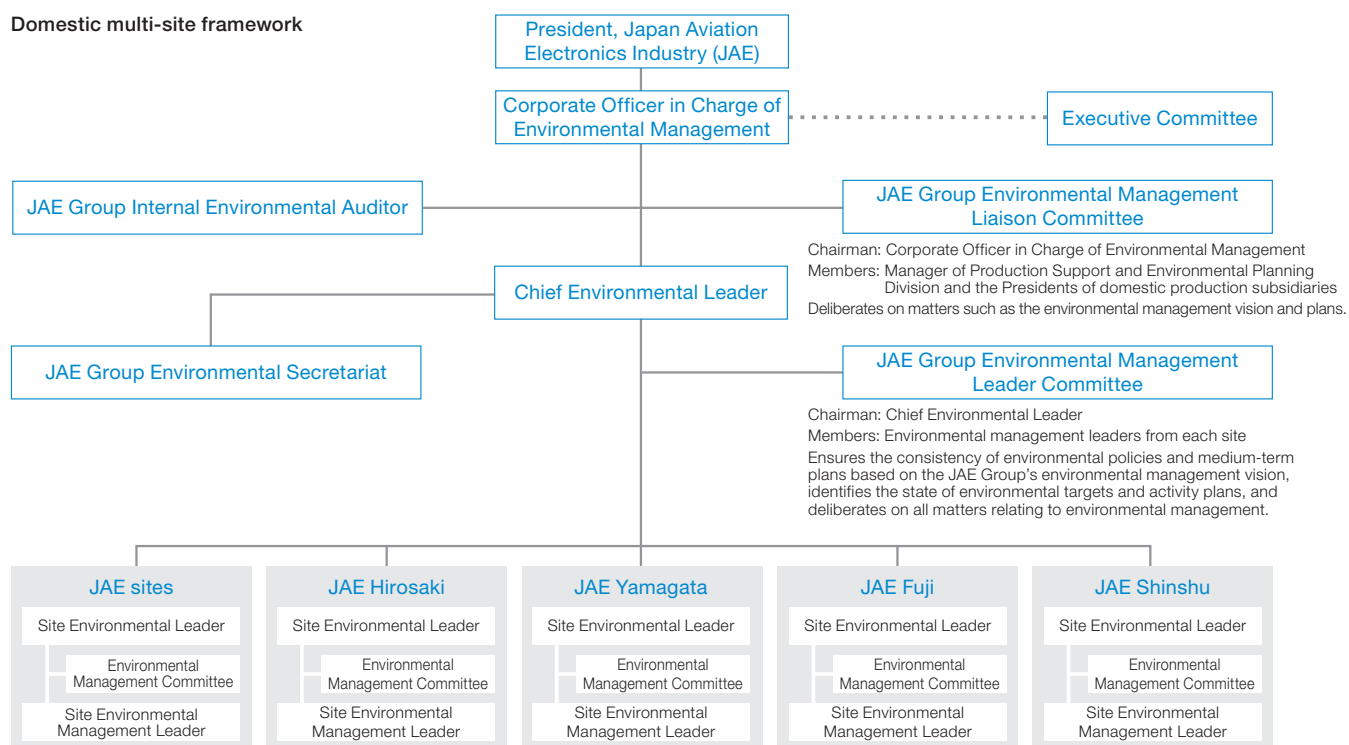 Domestic multi-site framework
President, Japan Aviation
Electronics Industry (JAE)
Corporate Officer in Charge of
Environmental Management
Executive Committee
JAE Group Internal Environmental Auditor
JAE Group Environmental Management
Liaison Committee
Chairman: Corporate Officer in Charge of Environmental Management
Members: Manager of Production Support and Environmental Planning
Division and the Presidents of domestic production subsidiaries
Deliberates on matters such as the environmental management vision and plans.
Chief Environmental Leader
JAE Group Environmental Secretariat
JAE Group Environmental Management
Leader Committee
Chairman: Chief Environmental Leader
Members: Environmental management leaders from each site
Ensures the consistency of environmental policies and medium-term
plans based on the JAE Group's environmental management vision,
identifies the state of environmental targets and activity plans, and
deliberates on all matters relating to environmental management.
JAE sites
Site Environmental Leader
Environmental
Management Committee
Site Environmental
Management Leader
JAE Hirosaki
Site Environmental Leader
Environmental
Management Committee
Site Environmental
Management Leader
JAE Yamagata
Site Environmental Leader
Environmental
Management Committee
Site Environmental
Management Leader
JAE Fuji
Site Environmental Leader
Environmental
Management Committee
Site Environmental
Management Leader
JAE Shinshu
Site Environmental Leader
Environmental
Management Committee
Site Environmental
Management Leader